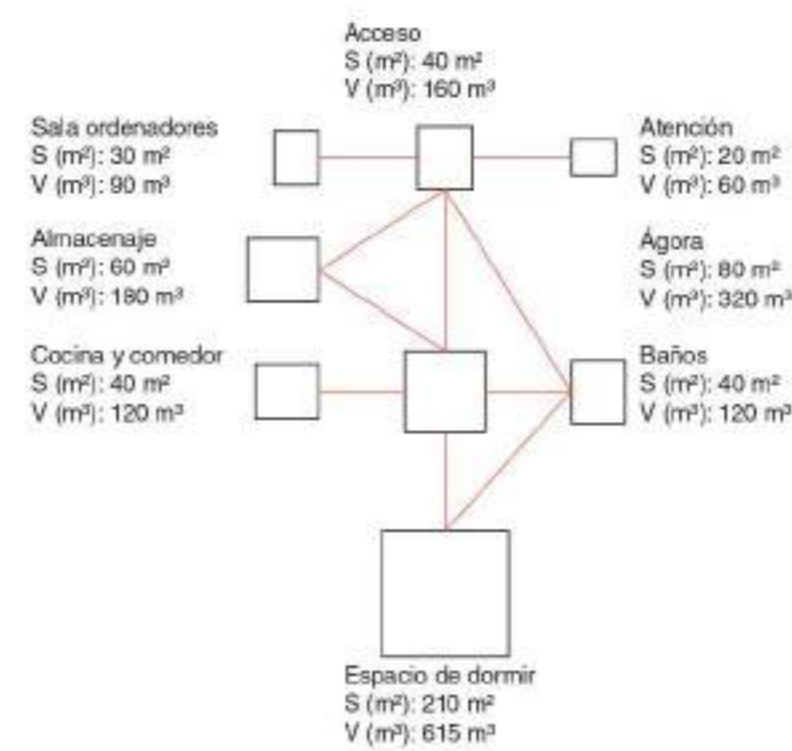 Acceso
S (m²): 40 m²
V (m³): 160 m³
Sala ordenadores
S (m²): 30 m²
V (m³): 90 m³
Atención
S (m²): 20 m²
V (m³): 60 m³
Almacenaje
S (m²): 60 m²
V (m³): 180 m³
Ágora
S (m²): 80 m²
V (m³): 320 m³
Cocina y comedor
S (m²): 40 m²
V (m³): 120 m³
Baños
S (m²): 40 m²
V (m³): 120 m³
Espacio de dormir
S (m²): 210 m²
V (m³): 615 m³